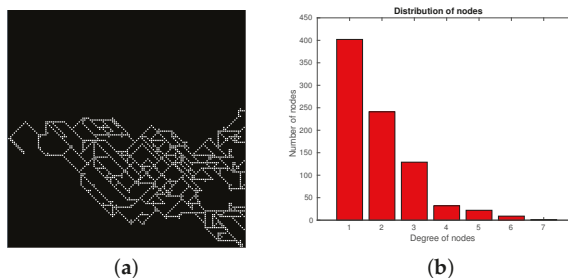 Distribution of nodes
450
400
350
300
250
200
150
100
50
0
Number of nodes
1 2 3 4 5 6 7
Degree of nodes
(a) (b)